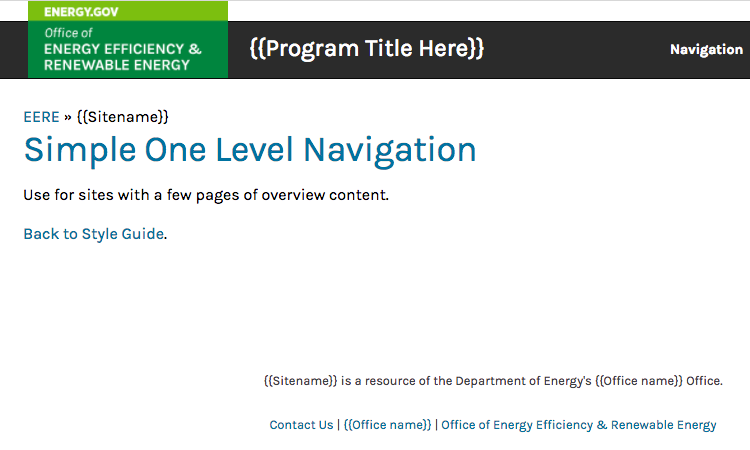 ENERGY.GOV
Office of
ENERGY EFFICIENCY &
RENEWABLE ENERGY
{{Program Title Here}}
Navigation
EERE » {{Sitename}}
Simple One Level Navigation
Use for sites with a few pages of overview content.
Back to Style Guide.
{{Sitename}} is a resource of the Department of Energy's {{Office name}} Office.
Contact Us | {{Office name}} | Office of Energy Efficiency & Renewable Energy